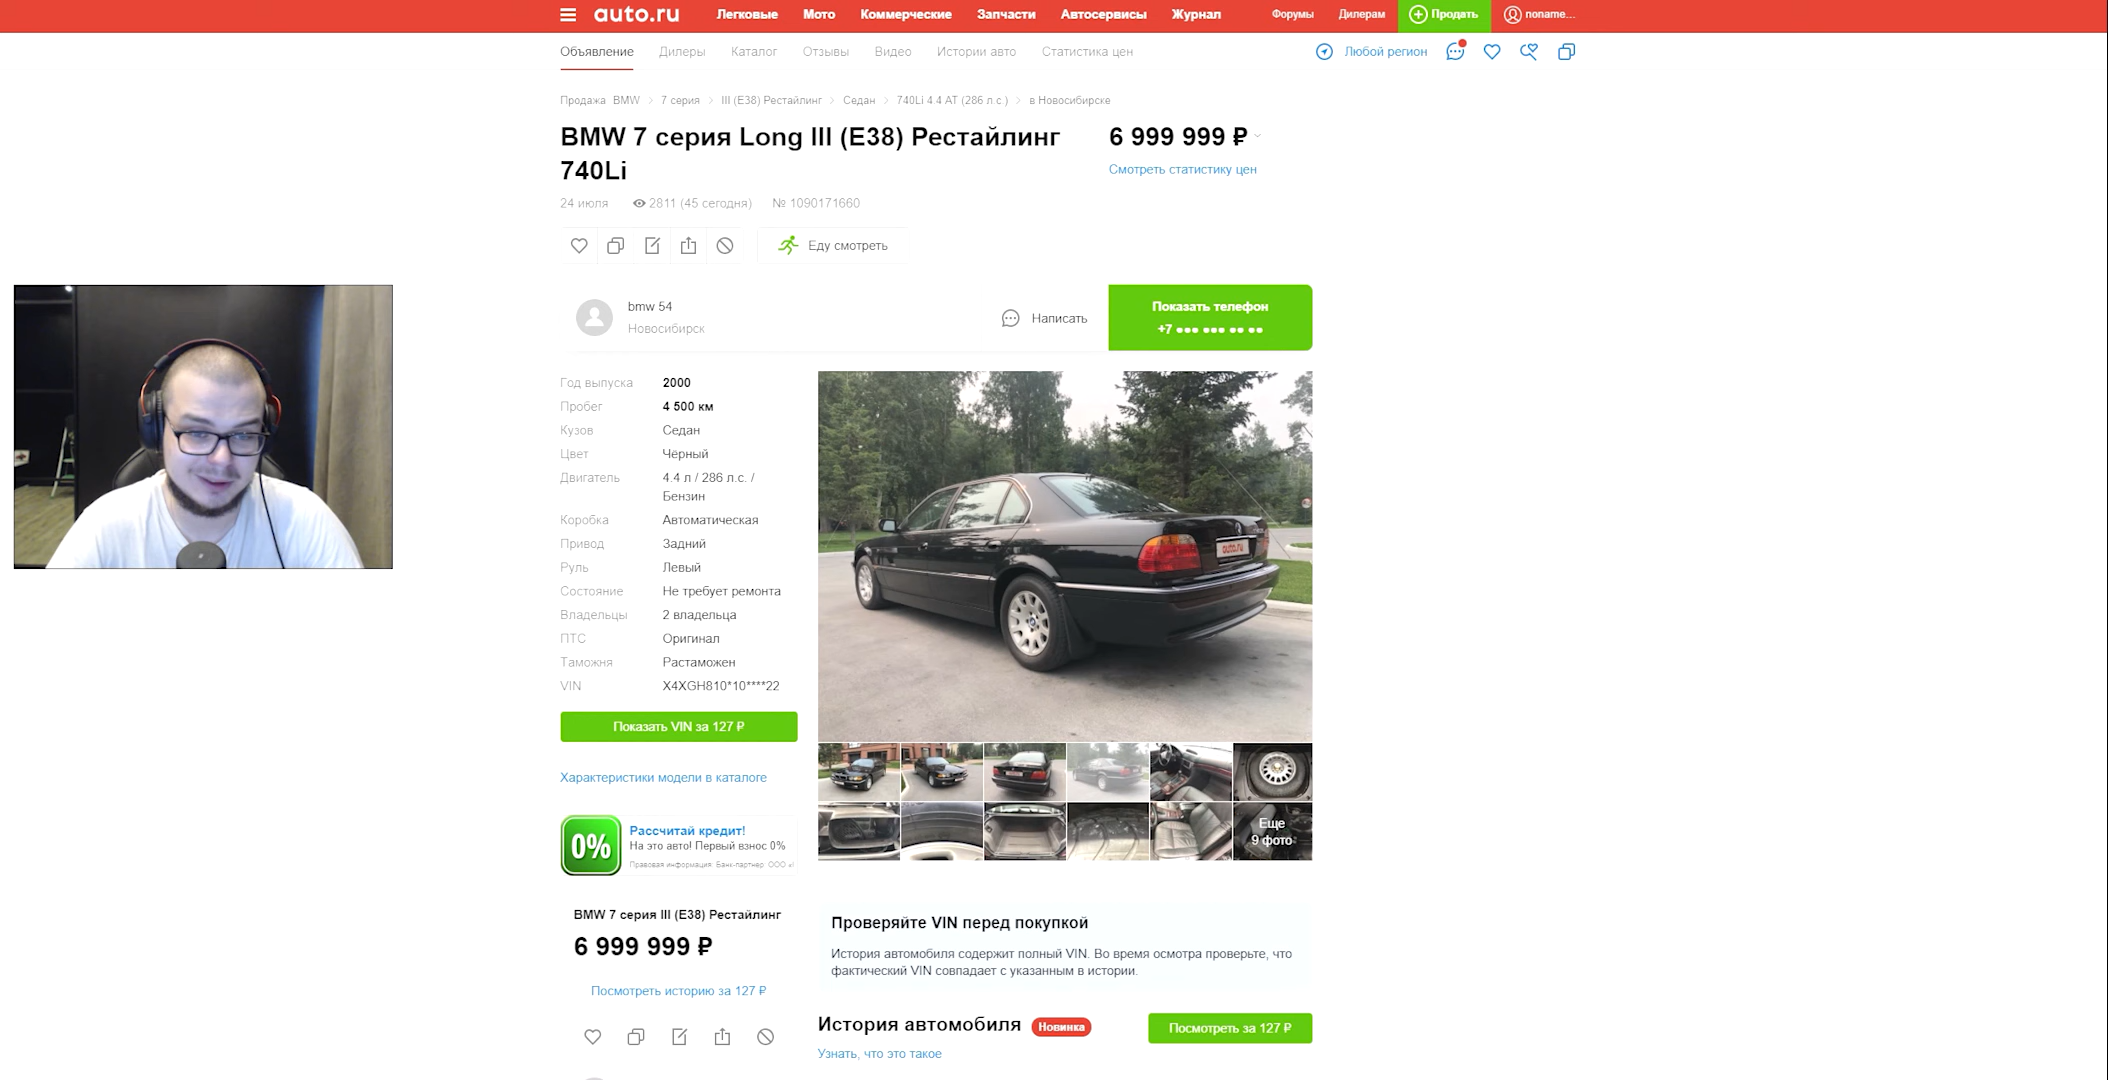 auto.ru
Легковые Мото Коммерческие Запчасти Автосервисы Журнал Форумы Дилерам Продать noname...
Объявление Дилеры Каталог Отзывы Видео Истории авто Статистика цен Любой регион
Продажа BMW 7 серия III (E38) Рестайлинг Седан 740Li 4.4 AT (286 л.с.) в Новосибирске
BMW 7 серия Long III (E38) Рестайлинг
740Li
6 999 999 ₽
Смотреть статистику цен
24 июля 2811 (45 сегодня) № 1090171660
Еду смотреть
bmw 54
Новосибирск
Написать
Показать телефон
+7 ●●● ●●● ●● ●●
Год выпуска 2000
Пробег 4 500 км
Кузов Седан
Цвет Чёрный
Двигатель 4.4 л / 286 л.с. /
Бензин
Коробка Автоматическая
Привод Задний
Руль Левый
Состояние Не требует ремонта
Владельцы 2 владельца
ПТС Оригинал
Таможня Растаможен
VIN X4XGH810*10****22
Показать VIN за 127 ₽
Характеристики модели в каталоге
0%
Рассчитай кредит!
На это авто! Первый взнос 0%
Правовая информация: Банк-партнер: ООО
BMW 7 серия III (E38) Рестайлинг
6 999 999 ₽
Посмотреть историю за 127 ₽
auto.ru
Еще
9 фото
Проверяйте VIN перед покупкой
История автомобиля содержит полный VIN. Во время осмотра проверьте, что
фактический VIN совпадает с указанным в истории.
История автомобиля Новинка
Посмотреть за 127 ₽
Узнать, что это такое